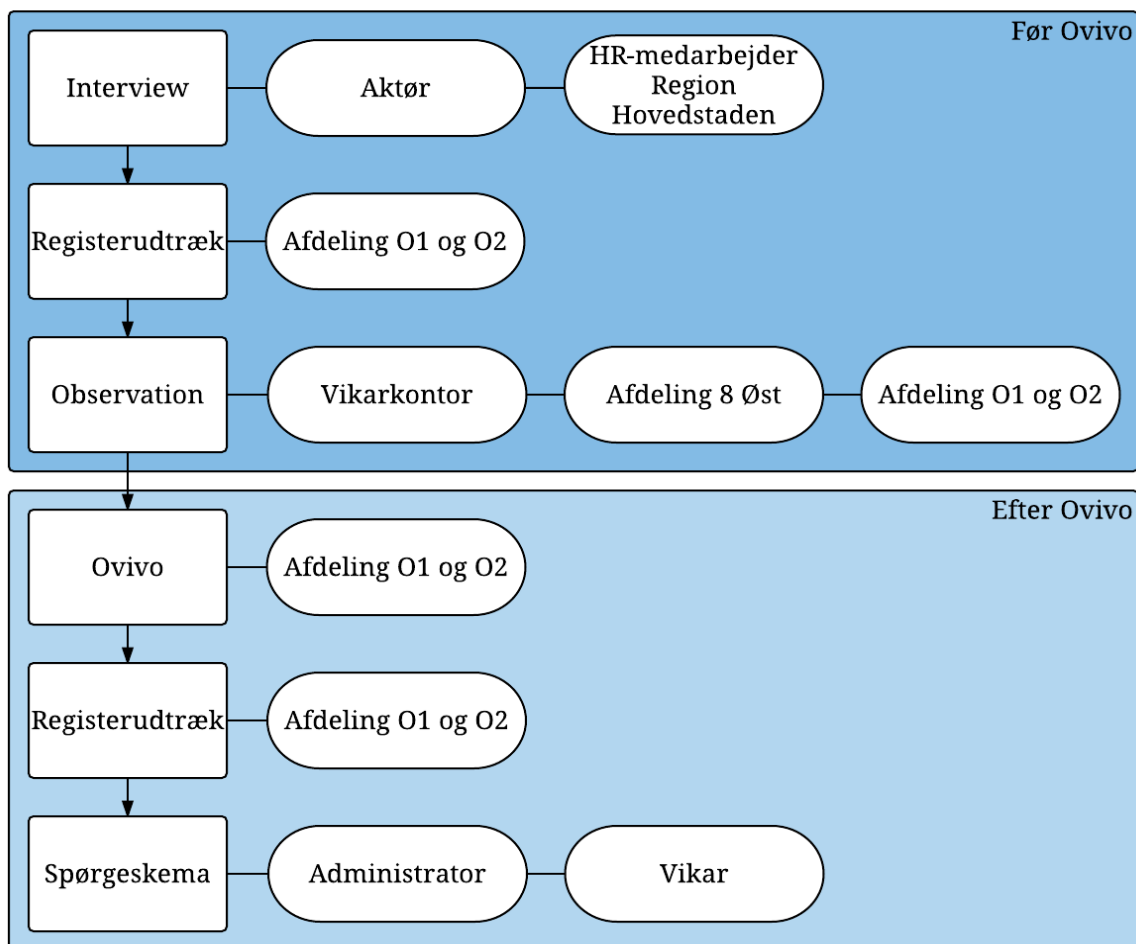 Før Ovivo
Interview
Aktør
HR-medarbejder
Region
Hovedstaden
Registerudtræk
Afdeling O1 og O2
Observation
Vikarkontor
Afdeling 8 Øst
Afdeling O1 og O2
Efter Ovivo
Ovivo
Afdeling O1 og O2
Registerudtræk
Afdeling O1 og O2
Spørgeskema
Administrator
Vikar